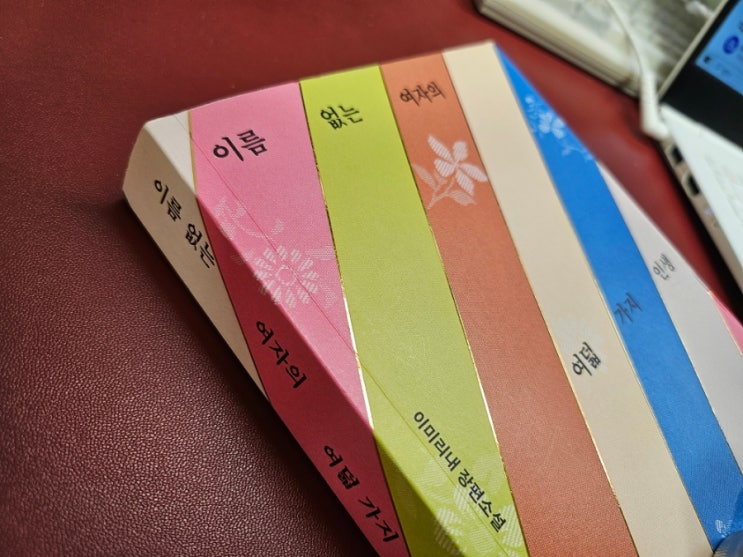 이름
없는
여자의
여덟
가지
인생
이미리내 장편소설
이름 없는
여자의
여덟 가지